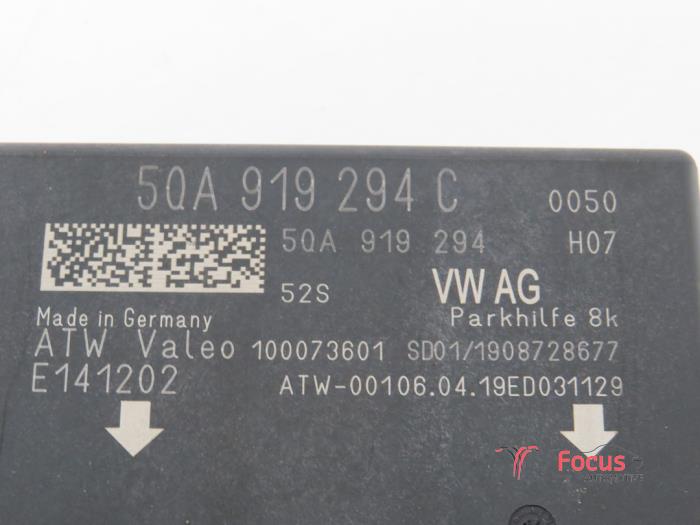 5QA 919 294 C 0050
5QA 919 294 H07
52S VW AG
Made in Germany Parkhilfe 8k
ATW Valeo 100073601 SD01/1908728677
E141202 ATW-00106.04.19ED031129
Focus
AUTOMOTIVE